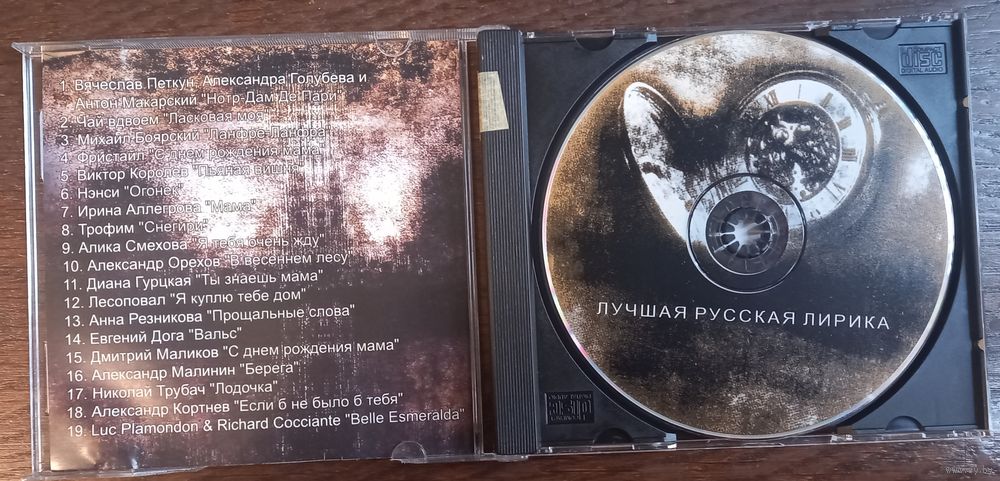 1. Вячеслав Петкун, Александра Голубева и
Антон Макарский "Нотр-Дам Де Пари"
2. Чай вдвоем "Ласковая моя
3. Михаил Боярский "Ланфре-Ланфра"
4. Фристайл "С днем рождения мама"
5. Виктор Королев "Пьяная вишня"
6. Нэнси "Огонек"
7. Ирина Аллегрова "Мама"
8. Трофим "Снегири"
9. Алика Смехова "Я тебя очень жду"
10. Александр Орехов "В весеннем лесу"
11. Диана Гурцкая "Ты знаешь мама"
12. Лесоповал "Я куплю тебе дом"
13. Анна Резникова "Прощальные слова"
14. Евгений Дога "Вальс"
15. Дмитрий Маликов "С днем рождения мама"
16. Александр Малинин "Берега"
17. Николай Трубач "Лодочка"
18. Александр Кортнев "Если б не было б тебя"
19. Luc Plamondon & Richard Cocciante "Belle Esmeralda"
ЛУЧШАЯ РУССКАЯ ЛИРИКА
COMPACT
disc
DIGITAL AUDIO
COMPACT
disc
DIGITAL AUDIO